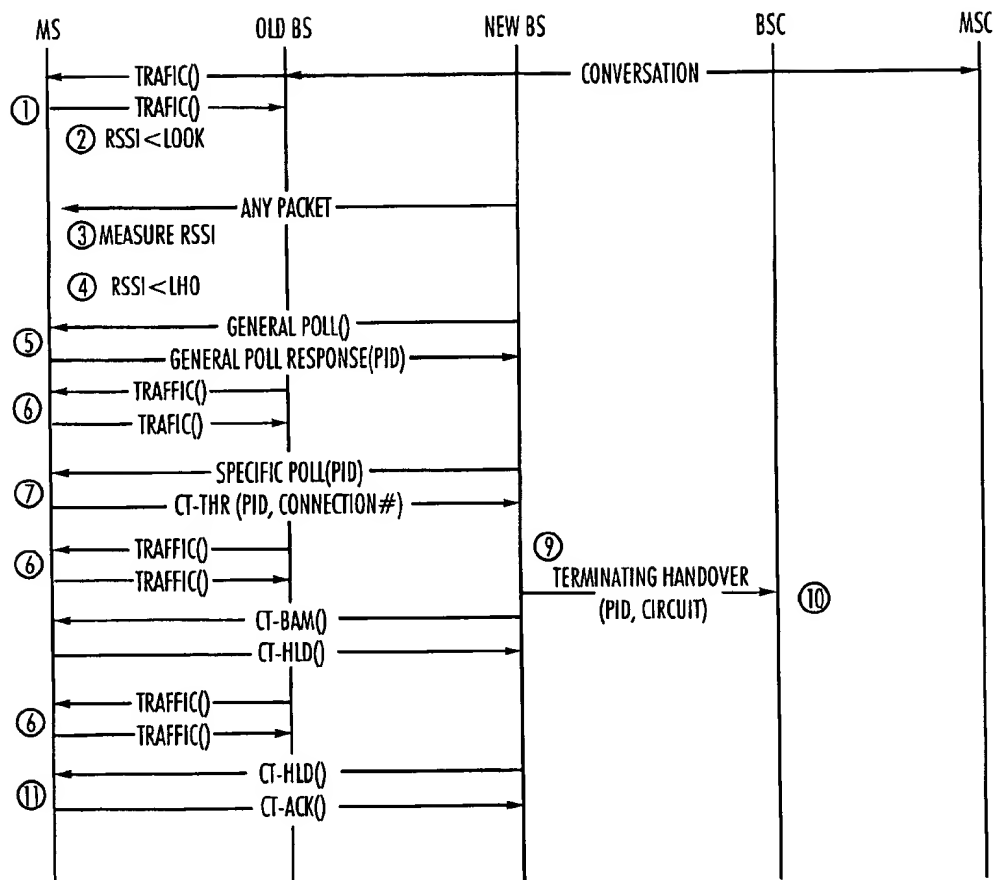 MS OLD BS NEW BS BSC MSC
TRAFIC() CONVERSATION
① TRAFIC()
② RSSI<LOOK
ANY PACKET
③ MEASURE RSSI
④ RSSI<LHO
GENERAL POLL()
⑤
GENERAL POLL RESPONSE(PID)
TRAFFIC()
⑥
TRAFIC()
SPECIFIC POLL(PID)
⑦
CT-THR (PID, CONNECTION#)
TRAFFIC() ⑨
⑥
TRAFFIC() TERMINATING HANDOVER
(PID, CIRCUIT) ⑩
CT-BAM()
CT-HLD()
TRAFFIC()
⑥
TRAFFIC()
CT-HLD()
⑪
CT-ACK()